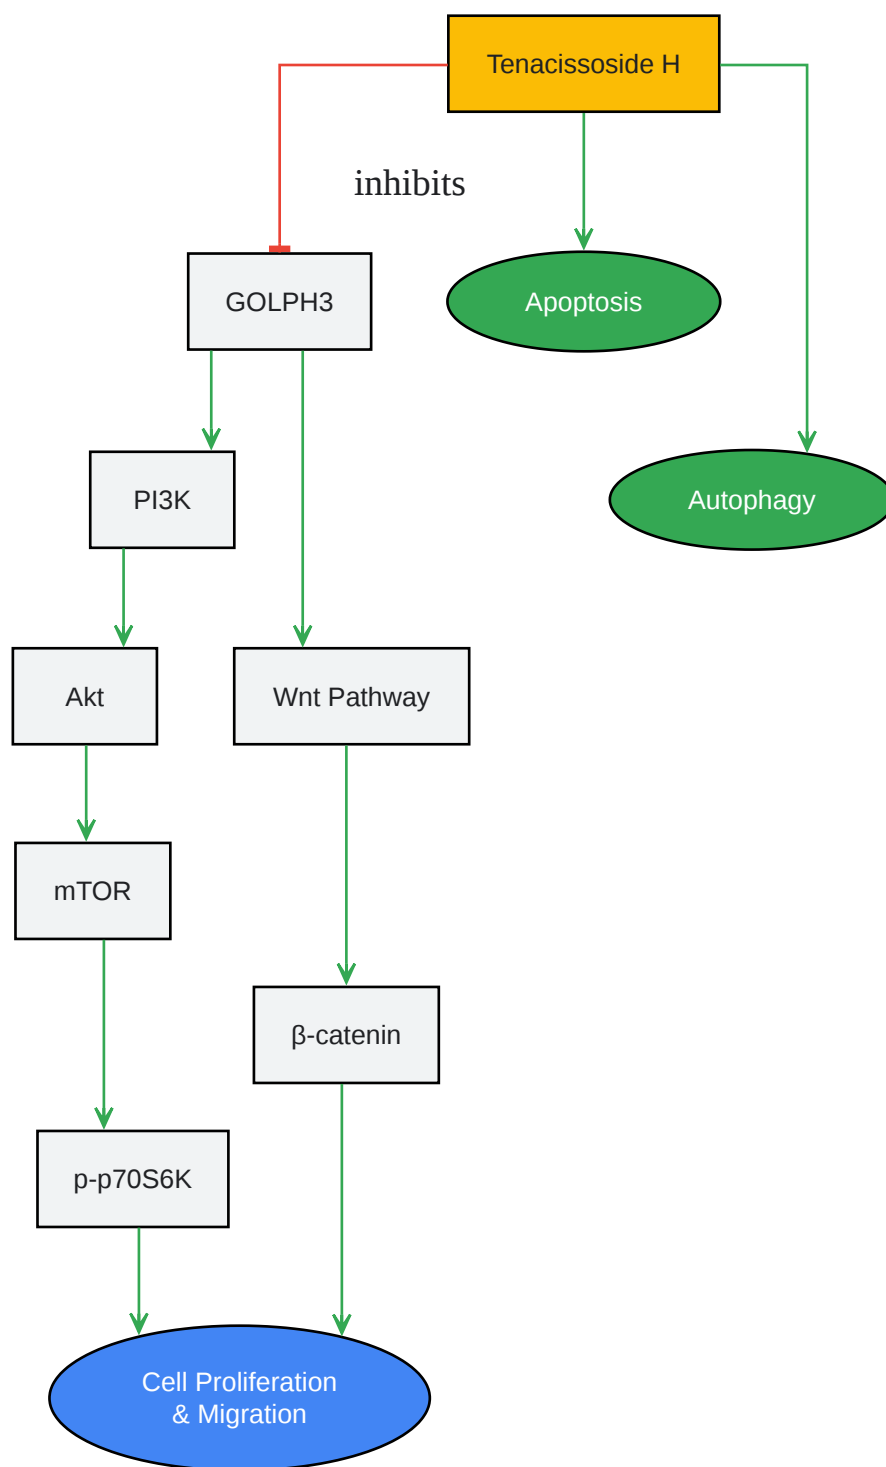 Tenacissoside H
inhibits
GOLPH3
Apoptosis
PI3K
Autophagy
Akt
Wnt Pathway
mTOR
β-catenin
p-p70S6K
Cell Proliferation
& Migration